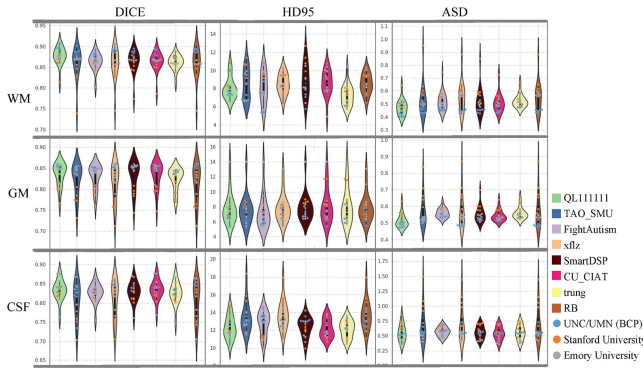 DICE HD95 ASD
0.90 14 1.1
0.85 12 1.0
0.9
0.80 10 0.8
0.7
WM 0.75 8 0.6
6 0.5
0.70 4 0.4
0.3
0.90 16 1.0
0.85 14 0.9
12 0.8
GM 0.80 10 0.7
0.75 8 0.6
6 0.5
0.70 4 0.4
0.90 20 1.75
0.85 18 1.50
0.80 16 1.25
CSF 0.75 14 1.00
12 0.75
0.70 10 0.50
0.65 8 0.25
0.00
QL111111
TAO_SMU
FightAutism
xflz
SmartDSP
CU_CIAT
trung
RB
UNC/UMN (BCP)
Stanford University
Emory University